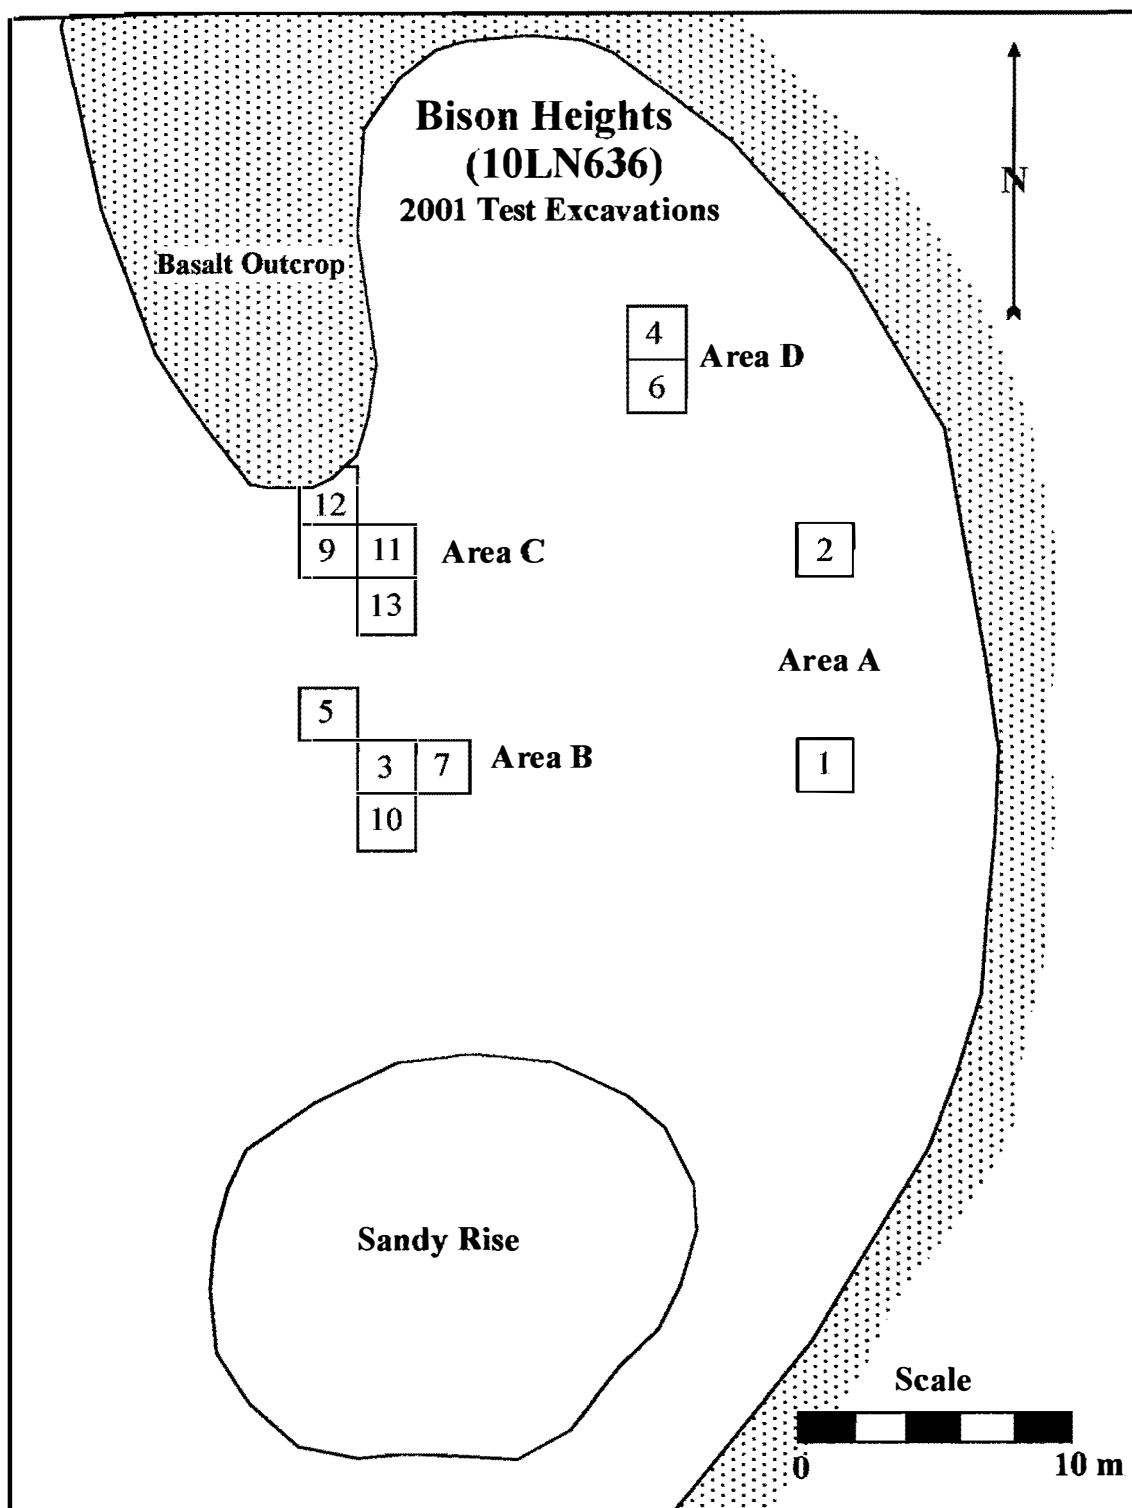 Bison Heights
(10LN636)
2001 Test Excavations
N
Basalt Outcrop
4
Area D
6
12
9
11
Area C
2
13
Area A
5
3
7
Area B
1
10
Sandy Rise
Scale
0
10 m